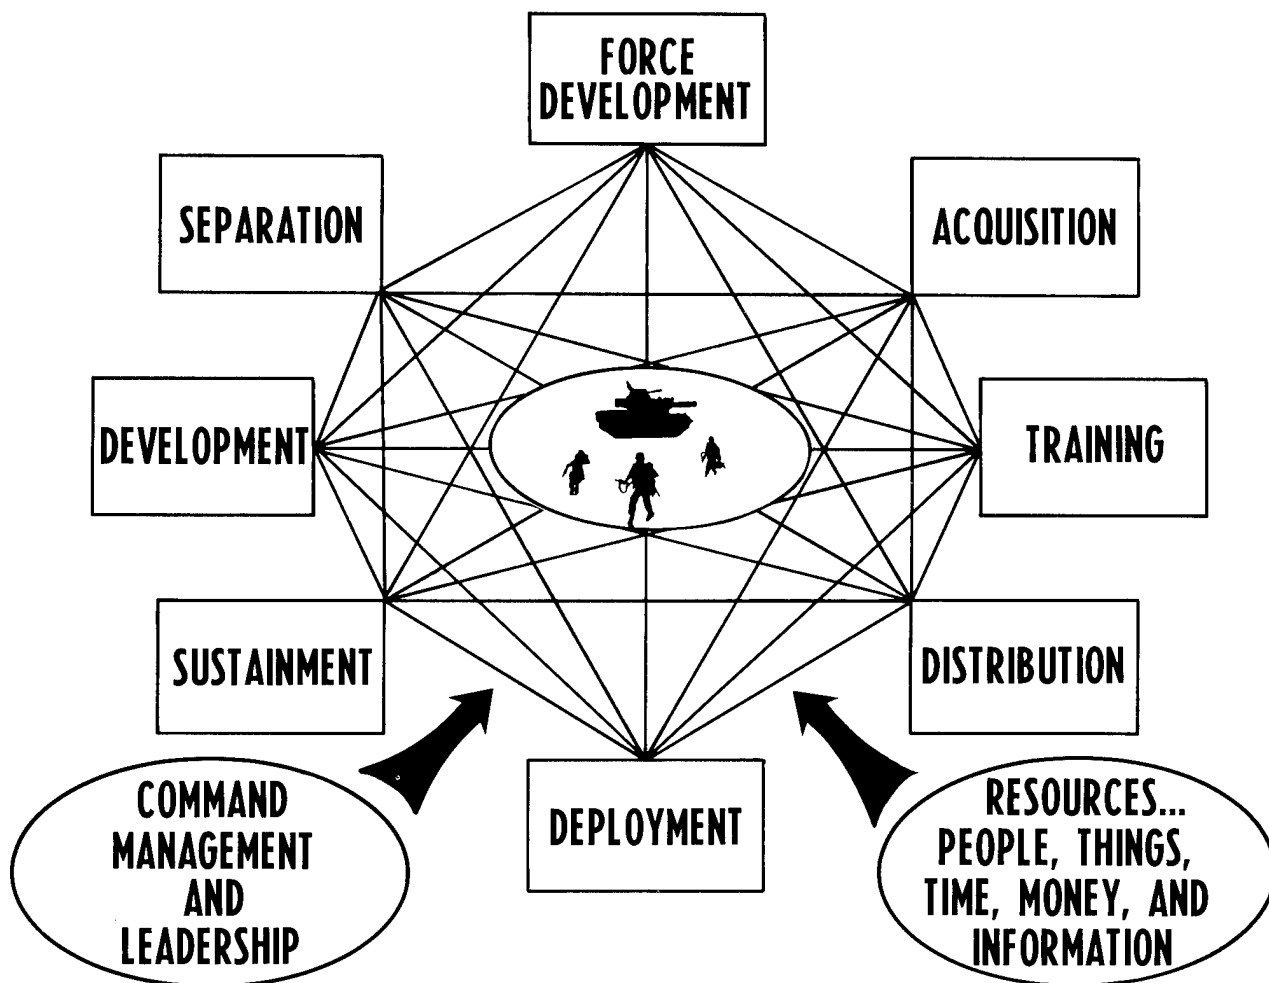 FORCE
DEVELOPMENT
SEPARATION
ACQUISITION
DEVELOPMENT
TRAINING
SUSTAINMENT
DISTRIBUTION
DEPLOYMENT
COMMAND
MANAGEMENT
AND
LEADERSHIP
RESOURCES...
PEOPLE, THINGS,
TIME, MONEY, AND
INFORMATION